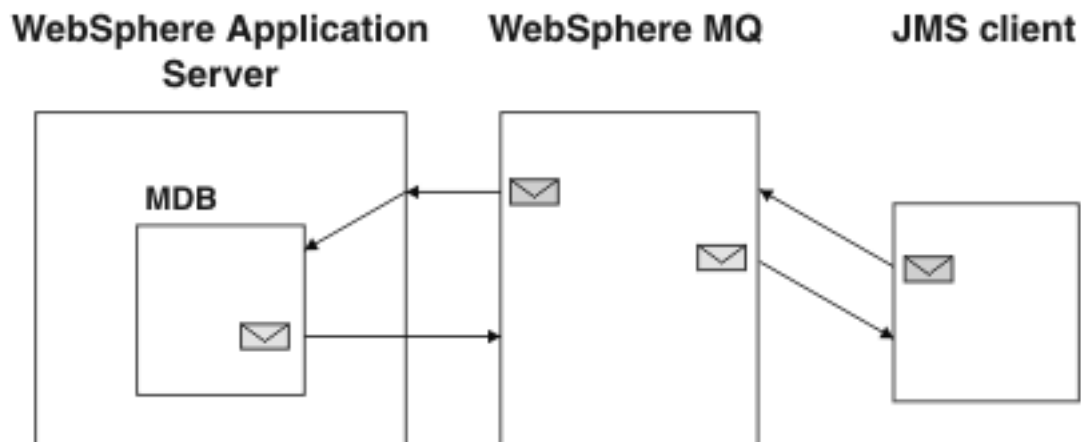 WebSphere Application
Server
WebSphere MQ
JMS client
MDB